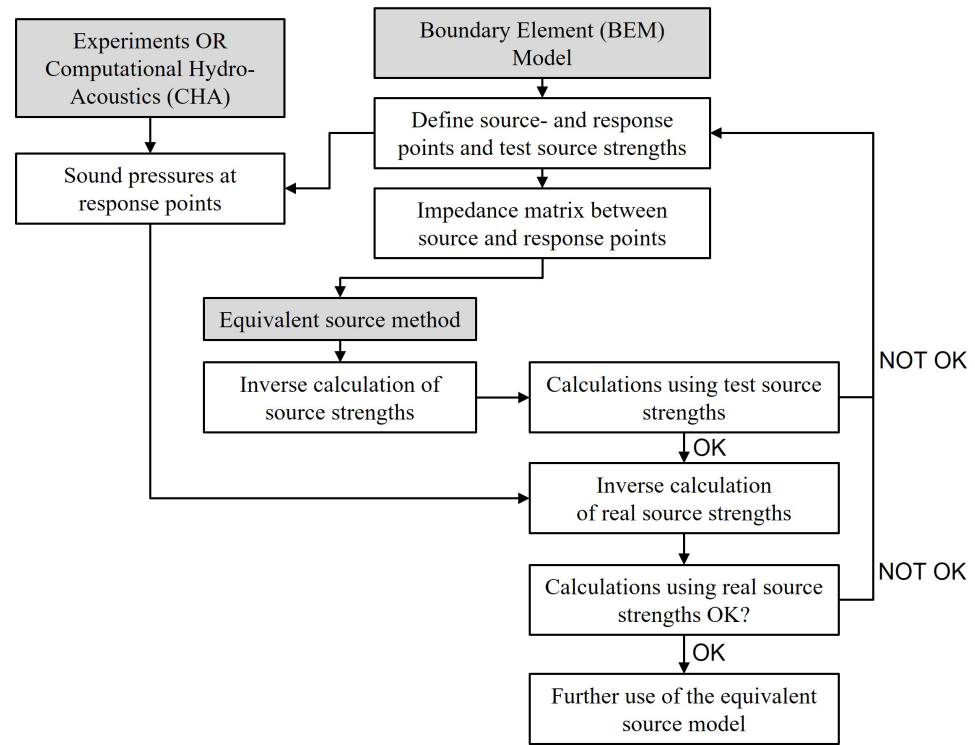 Experiments OR
Computational Hydro-
Acoustics (CHA)
Boundary Element (BEM)
Model
Define source- and response
points and test source strengths
Sound pressures at
response points
Impedance matrix between
source and response points
Equivalent source method
Inverse calculation of
source strengths
Calculations using test source
strengths
NOT OK
OK
Inverse calculation
of real source strengths
Calculations using real source
strengths OK?
NOT OK
OK
Further use of the equivalent
source model